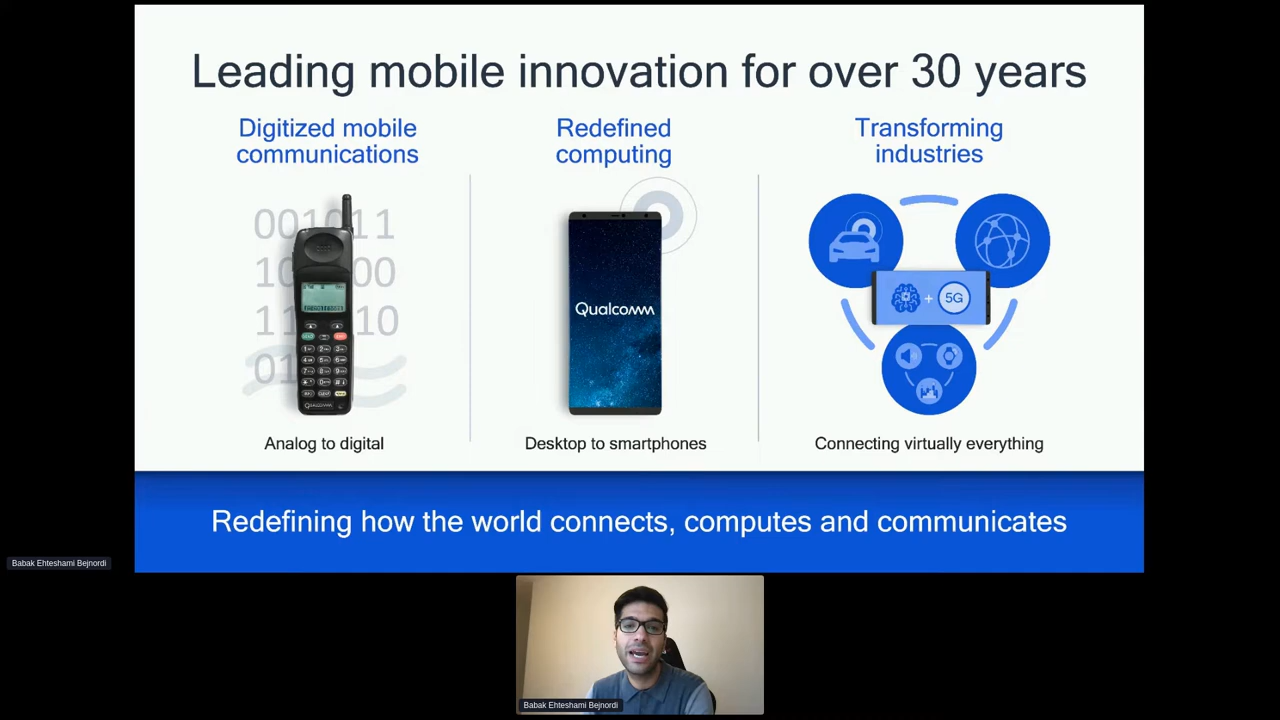 Leading mobile innovation for over 30 years
Digitized mobile
communications
Redefined
computing
Transforming
industries
001011
Qualcomm
+ 5G
Analog to digital
Desktop to smartphones
Connecting virtually everything
Redefining how the world connects, computes and communicates
Babak Ehteshami Bejnordi
Babak Ehteshami Bejnordi